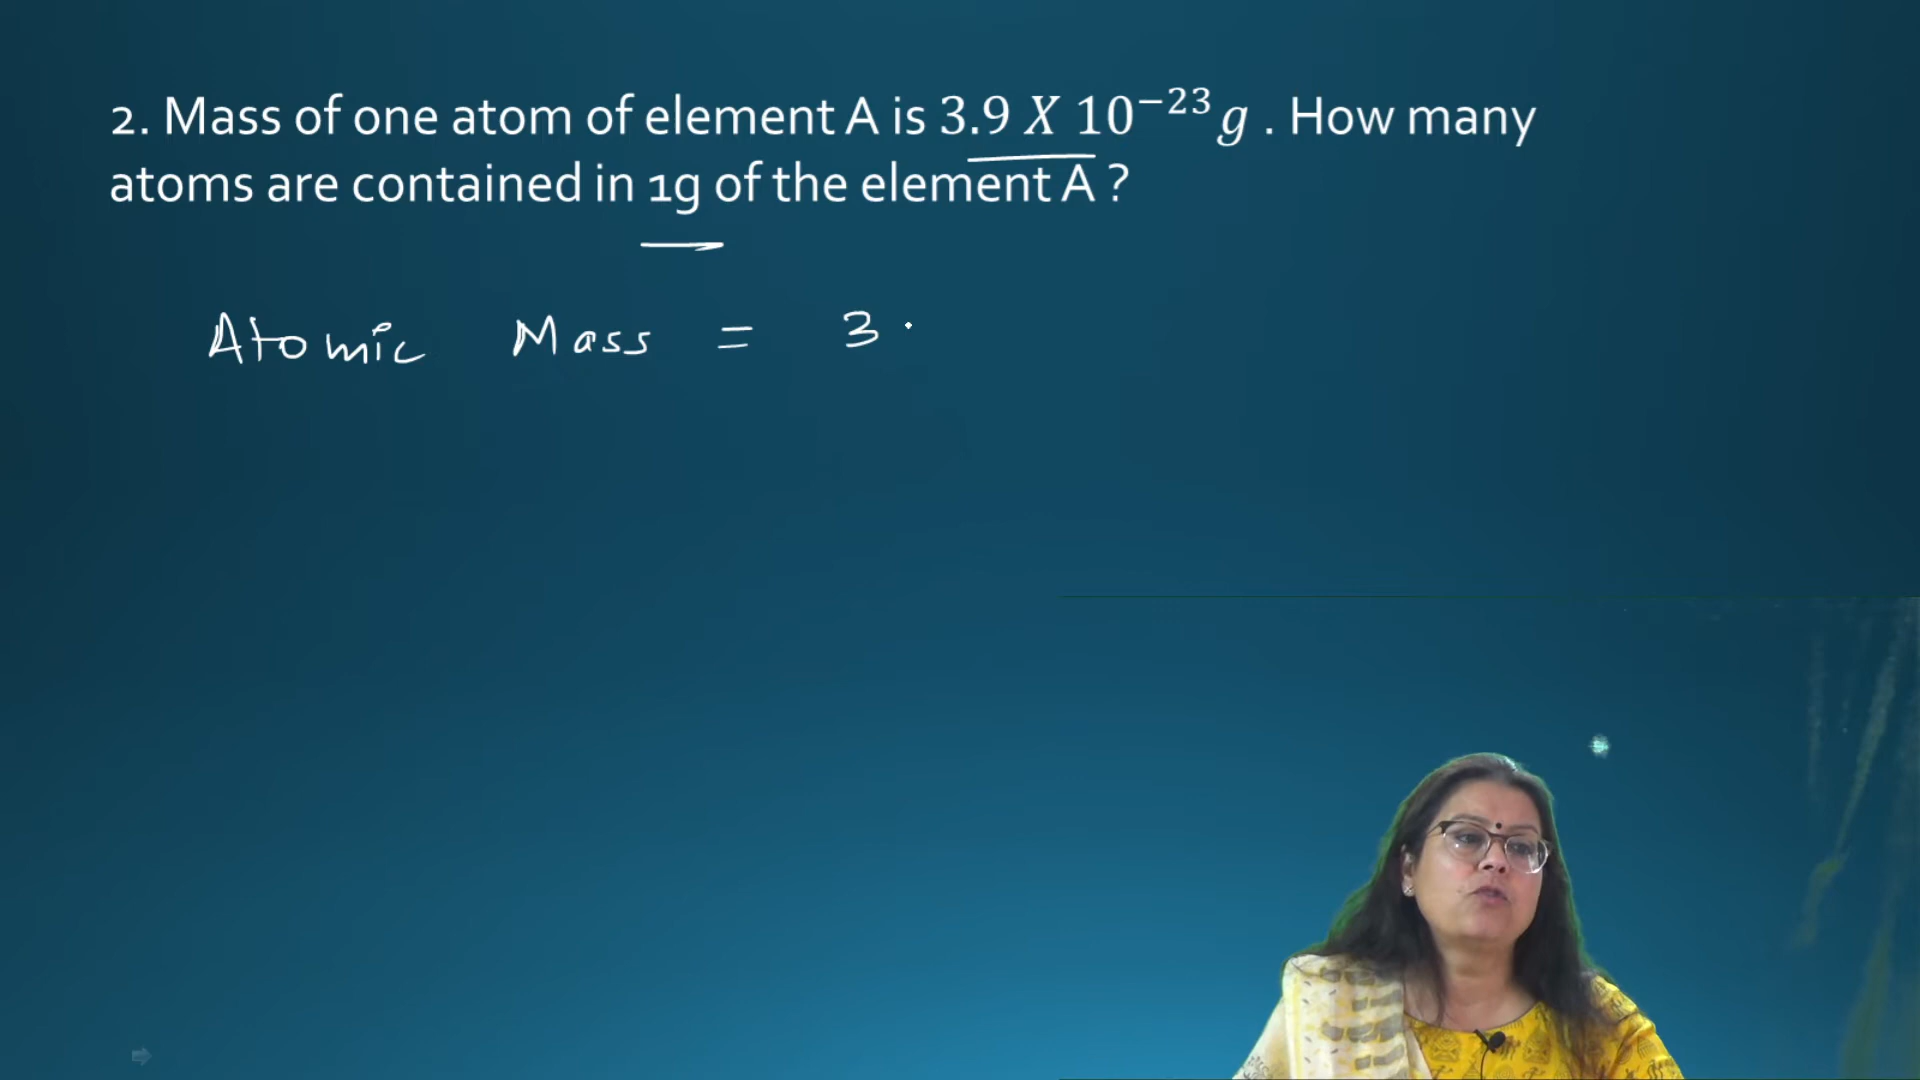 2. Mass of one atom of element A is 3.9 X 10⁻²³ g . How many
atoms are contained in 1g of the element A ?
Atomic Mass = 3 .